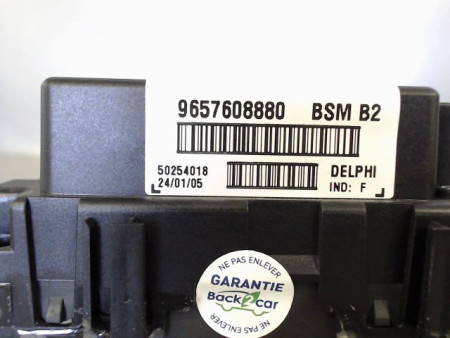 9657608880 BSM B2
50254018 DELPHI
24/01/05 IND: F
NE PAS ENLEVER
GARANTIE
Back2car
NE PAS ENLEVER